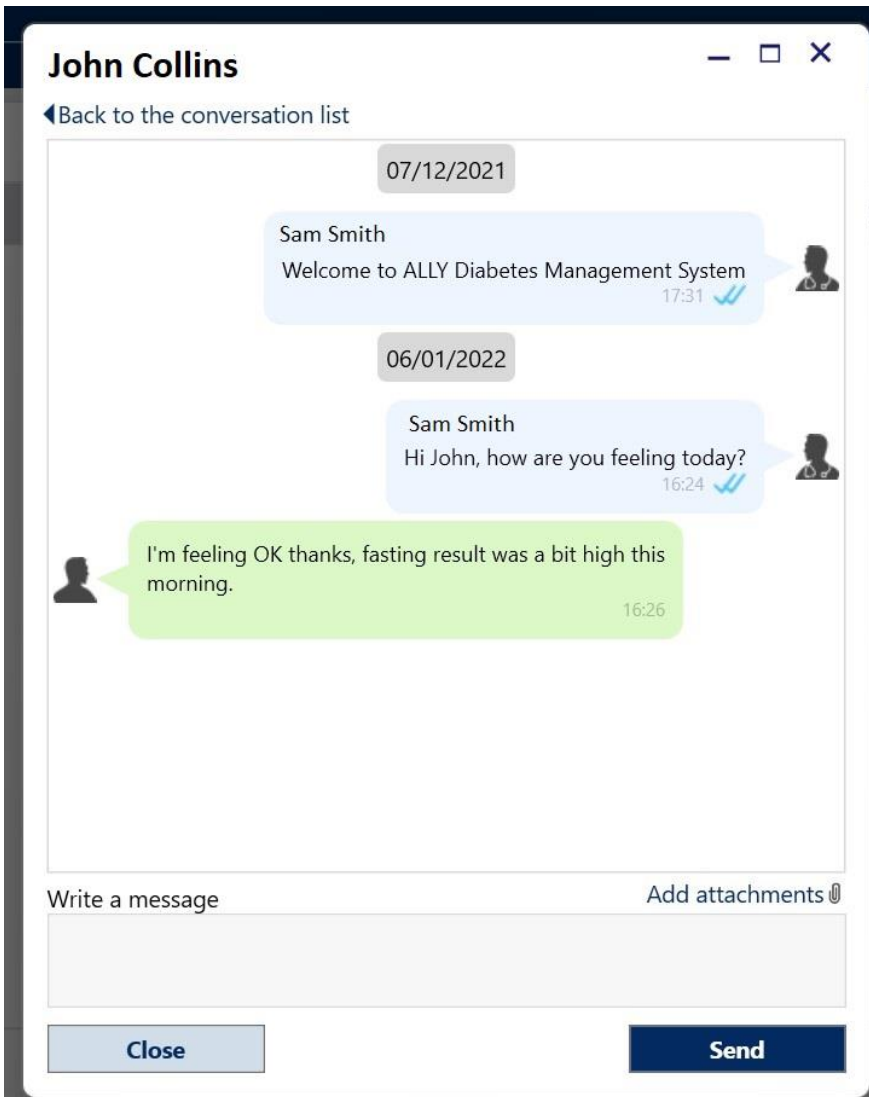 John Collins
Back to the conversation list
07/12/2021
Sam Smith
Welcome to ALLY Diabetes Management System
17:31
06/01/2022
Sam Smith
Hi John, how are you feeling today?
16:24
I'm feeling OK thanks, fasting result was a bit high this
morning.
16:26
Write a message
Add attachments
Close
Send